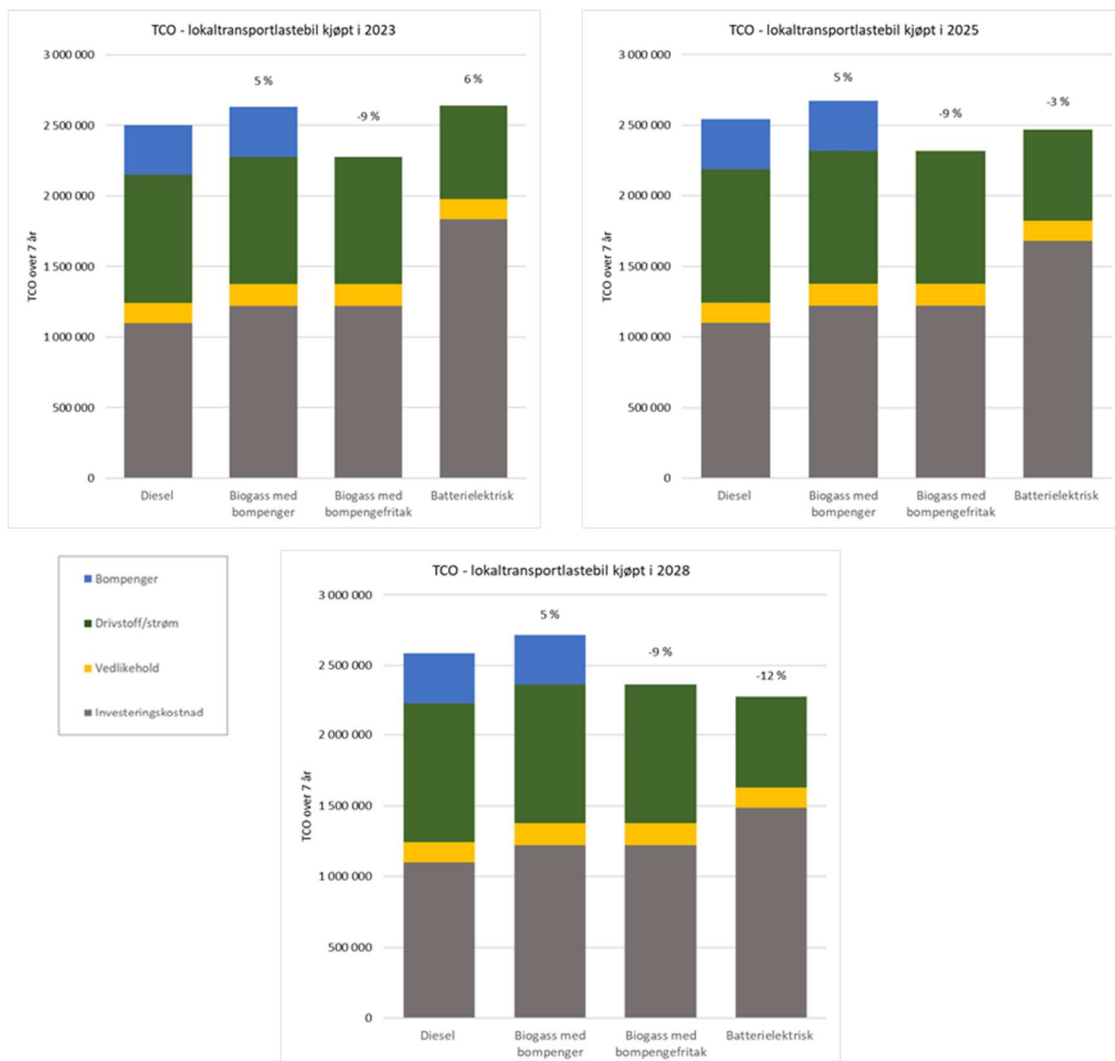 TCO - lokaltransportlastebil kjøpt i 2023
3 000 000
2 500 000
2 000 000
1 500 000
1 000 000
500 000
0
TCO over 7 år
5 %
-9 %
6 %
Diesel
Biogass med
bompenger
Biogass med
bompengefritak
Batterielektrisk
TCO - lokaltransportlastebil kjøpt i 2025
3 000 000
2 500 000
2 000 000
1 500 000
1 000 000
500 000
0
TCO over 7 år
5 %
-9 %
-3 %
Diesel
Biogass med
bompenger
Biogass med
bompengefritak
Batterielektrisk
Bompenger
Drivstoff/strøm
Vedlikehold
Investeringskostnad
TCO - lokaltransportlastebil kjøpt i 2028
3 000 000
2 500 000
2 000 000
1 500 000
1 000 000
500 000
0
TCO over 7 år
5 %
-9 %
-12 %
Diesel
Biogass med
bompenger
Biogass med
bompengefritak
Batterielektrisk